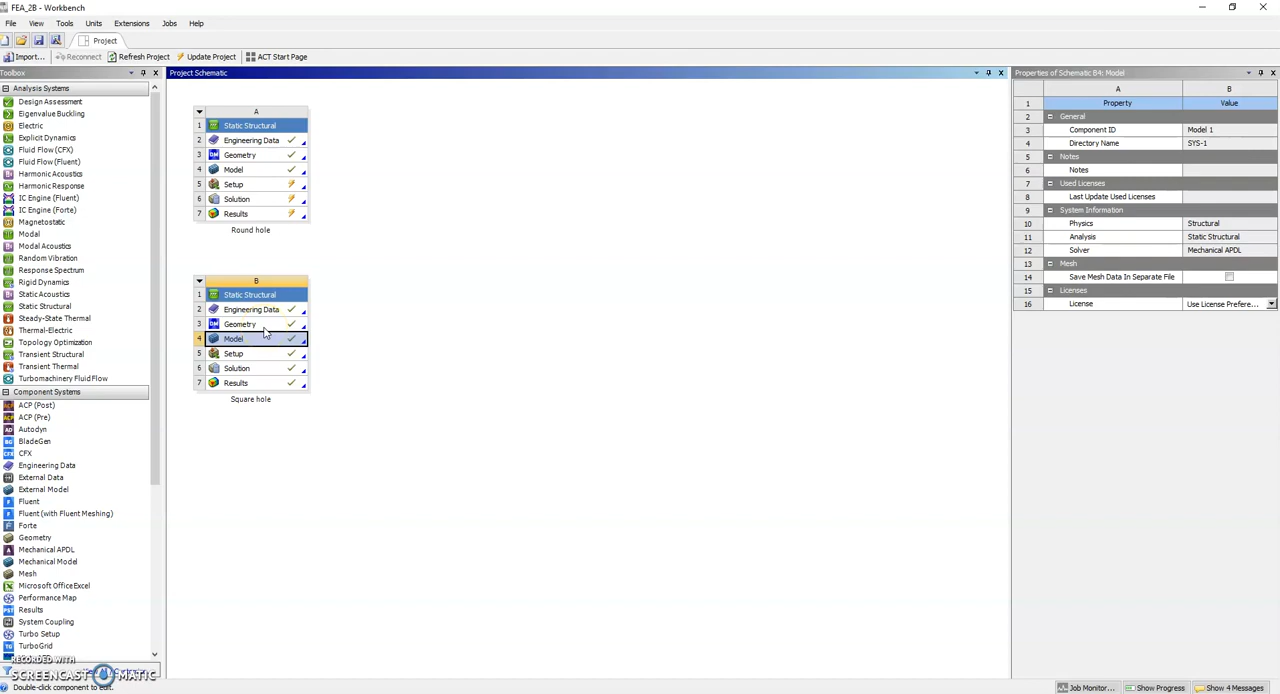 FEA_2B - Workbench
File View Tools Units Extensions Jobs Help
Project
Import... Reconnect Refresh Project Update Project ACT Start Page
Toolbox
Analysis Systems
Design Assessment
Eigenvalue Buckling
Electric
Explicit Dynamics
Fluid Flow (CFX)
Fluid Flow (Fluent)
Harmonic Acoustics
Harmonic Response
IC Engine (Fluent)
IC Engine (Forte)
Magnetostatic
Modal
Modal Acoustics
Random Vibration
Response Spectrum
Rigid Dynamics
Static Acoustics
Static Structural
Steady-State Thermal
Thermal-Electric
Topology Optimization
Transient Structural
Transient Thermal
Turbomachinery Fluid Flow
Component Systems
ACP (Post)
ACP (Pre)
Autodyn
BladeGen
CFX
Engineering Data
External Data
External Model
Fluent
Fluent (with Fluent Meshing)
Forte
Geometry
Mechanical APDL
Mechanical Model
Mesh
Microsoft Office Excel
Performance Map
Results
System Coupling
Turbo Setup
TurboGrid
RECORDED WITH
SCREENCAST MATIC
Double-click component to edit.
Project Schematic
A
1 Static Structural
2 Engineering Data
3 Geometry
4 Model
5 Setup
6 Solution
7 Results
Round hole
B
1 Static Structural
2 Engineering Data
3 Geometry
4 Model
5 Setup
6 Solution
7 Results
Square hole
Properties of Schematic B4: Model
A B
1 Property Value
2 General
3 Component ID Model 1
4 Directory Name SYS-1
5 Notes
6 Notes
7 Used Licenses
8 Last Update Used Licenses
9 System Information
10 Physics Structural
11 Analysis Static Structural
12 Solver Mechanical APDL
13 Mesh
14 Save Mesh Data In Separate File
15 Licenses
16 License Use License Prefere...
Job Monitor... Show Progress Show 4 Messages